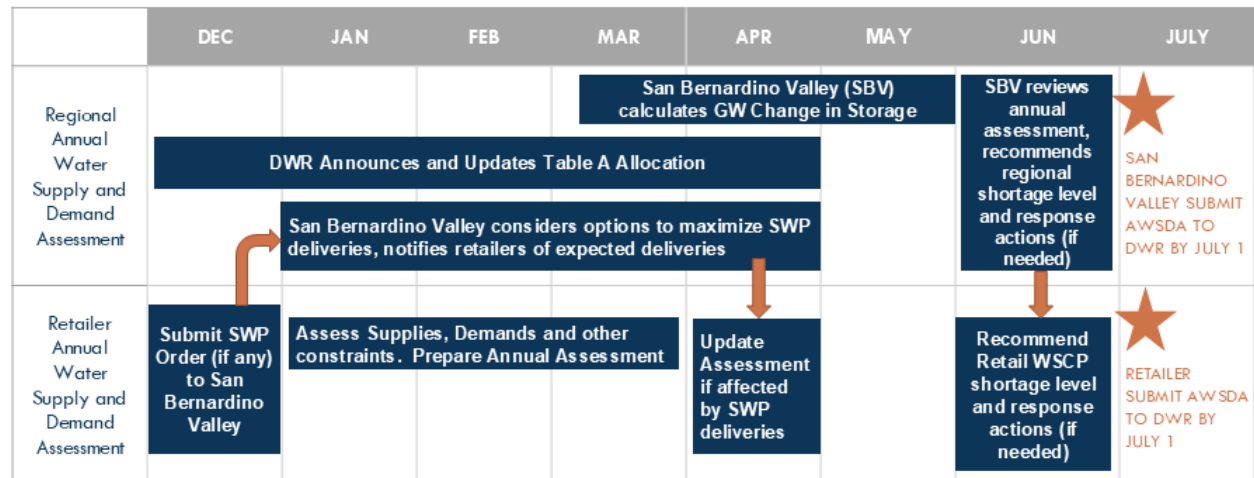 DEC JAN FEB MAR APR MAY JUN JULY
Regional
Annual
Water
Supply and
Demand
Assessment
San Bernardino Valley (SBV)
calculates GW Change in Storage
DWR Announces and Updates Table A Allocation
San Bernardino Valley considers options to maximize SWP
deliveries, notifies retailers of expected deliveries
SBV reviews
annual
assessment,
recommends
regional
shortage level
and response
actions (if
needed)
SAN
BERNARDINO
VALLEY SUBMIT
AWSDA TO
DWR BY JULY 1
Retailer
Annual
Water
Supply and
Demand
Assessment
Submit SWP
Order (if any)
to San
Bernardino
Valley
Assess Supplies, Demands and other
constraints. Prepare Annual Assessment
Update
Assessment
if affected
by SWP
deliveries
Recommend
Retail WSCP
shortage level
and response
actions (if
needed)
RETAILER
SUBMIT AWSDA
TO DWR BY
JULY 1